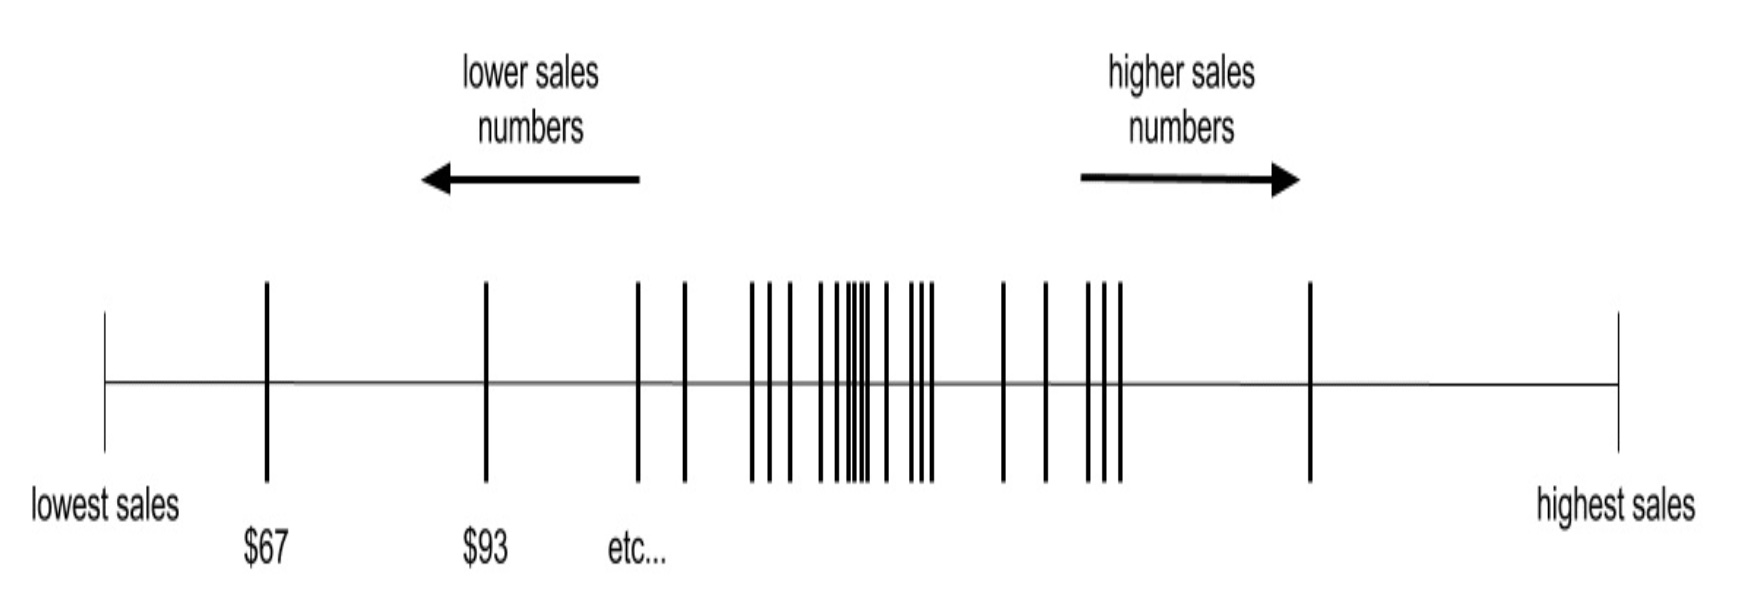 lower sales
numbers
higher sales
numbers
lowest sales
highest sales
$67
$93
etc...